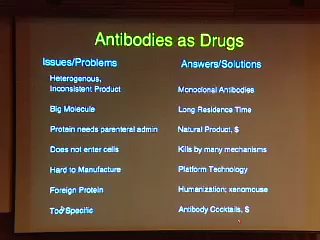 Antibodies as Drugs
Issues/Problems
Answers/Solutions
Heterogenous,
Inconsistent Product
Monoclonal Antibodies
Big Molecule
Long Residence Time
Protein needs parenteral admin
Natural Product, $
Does not enter cells
Kills by many mechanisms
Hard to Manufacture
Platform Technology
Foreign Protein
Humanization; xenomouse
Too Specific
Antibody Cocktails, $